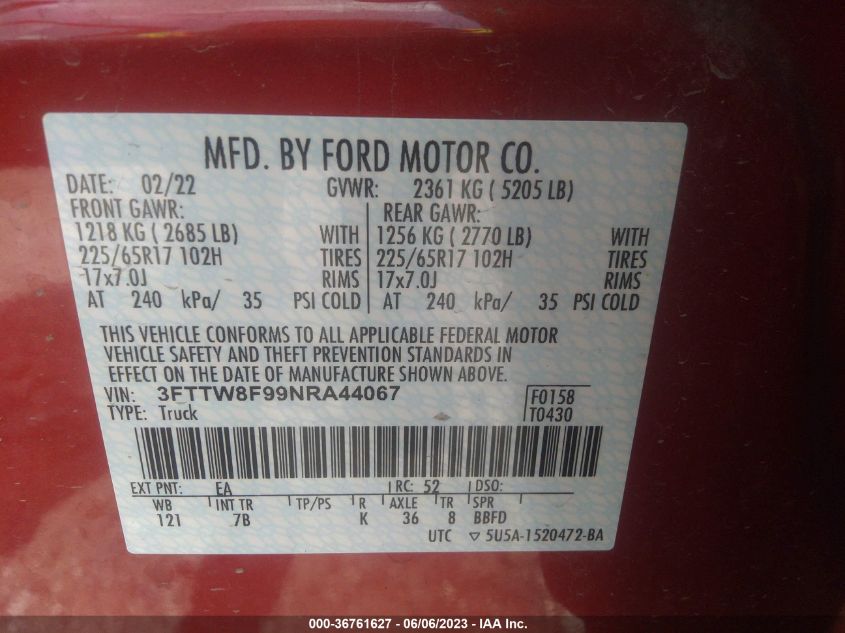 MFD. BY FORD MOTOR CO.
DATE: 02/22 GVWR: 2361 KG ( 5205 LB)
FRONT GAWR: REAR GAWR:
1218 KG ( 2685 LB) WITH 1256 KG ( 2770 LB) WITH
225/65R17 102H TIRES 225/65R17 102H TIRES
17x7.0J RIMS 17x7.0J RIMS
AT 240 kPa/ 35 PSI COLD AT 240 kPa/ 35 PSI COLD
THIS VEHICLE CONFORMS TO ALL APPLICABLE FEDERAL MOTOR
VEHICLE SAFETY AND THEFT PREVENTION STANDARDS IN
EFFECT ON THE DATE OF MANUFACTURE SHOWN ABOVE.
VIN: 3FTTW8F99NRA44067 F0158
TYPE: Truck T0430
EXT PNT: EA RC: 52 DSO:
WB INT TR TP/PS R AXLE TR SPR
121 .7B K 36 8 BBFD
UTC ▽ 5U5A-1520472-BA
000-36761627 - 06/06/2023 - IAA Inc.